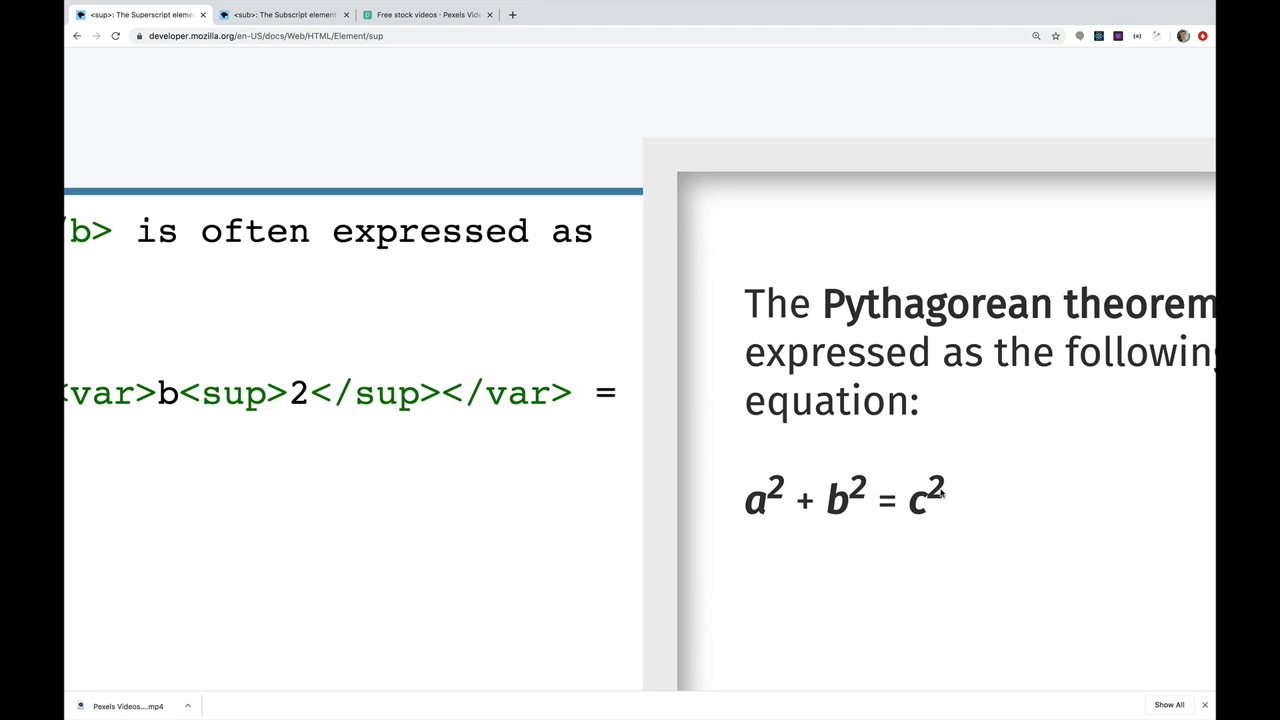 <sup>: The Superscript eleme
<sub>: The Subscript element
Free stock videos · Pexels Vide
developer.mozilla.org/en-US/docs/Web/HTML/Element/sup
/b> is often expressed as
<var>b<sup>2</sup></var> =
The Pythagorean theorem
expressed as the following
equation:
a² + b² = c²
Pexels Videos....mp4
Show All